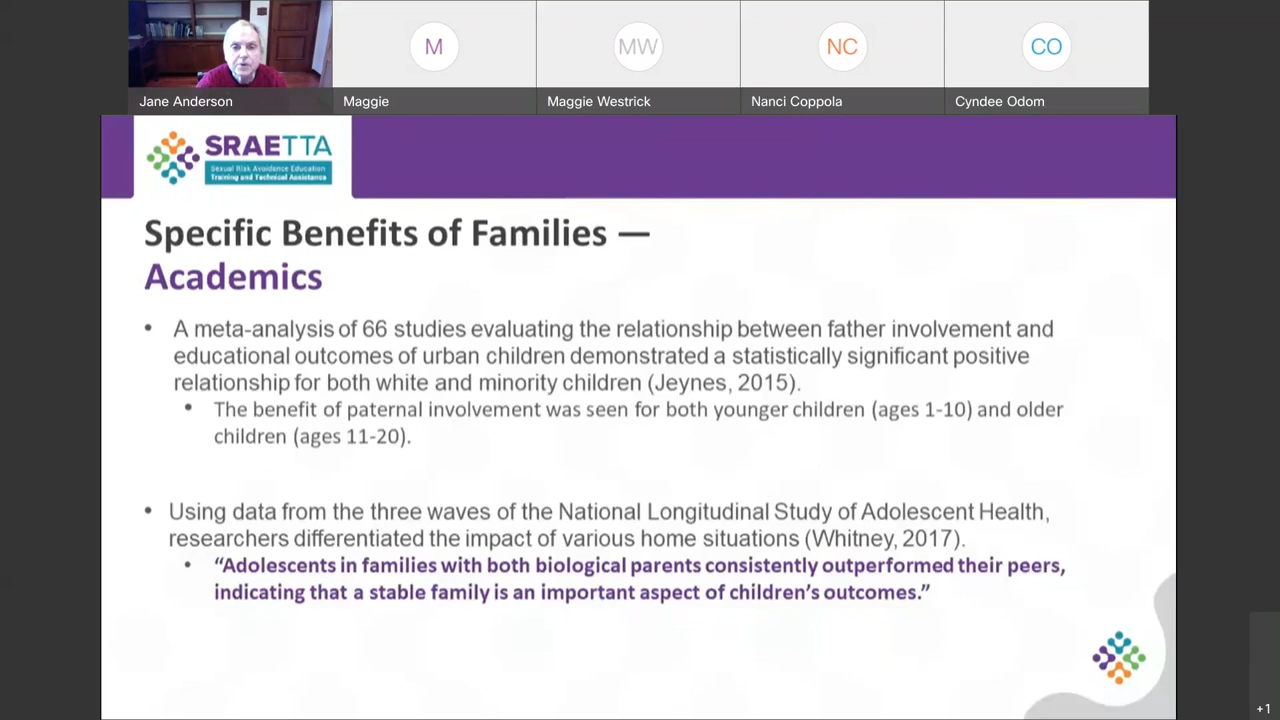 M
MW
NC
CO
Jane Anderson
Maggie
Maggie Westrick
Nanci Coppola
Cyndee Odom
SRAETTA
Sexual Risk Avoidance Education
Training and Technical Assistance
Specific Benefits of Families —
Academics
• A meta-analysis of 66 studies evaluating the relationship between father involvement and
educational outcomes of urban children demonstrated a statistically significant positive
relationship for both white and minority children (Jeynes, 2015).
• The benefit of paternal involvement was seen for both younger children (ages 1-10) and older
children (ages 11-20).
• Using data from the three waves of the National Longitudinal Study of Adolescent Health,
researchers differentiated the impact of various home situations (Whitney, 2017).
• “Adolescents in families with both biological parents consistently outperformed their peers,
indicating that a stable family is an important aspect of children’s outcomes.”
+1